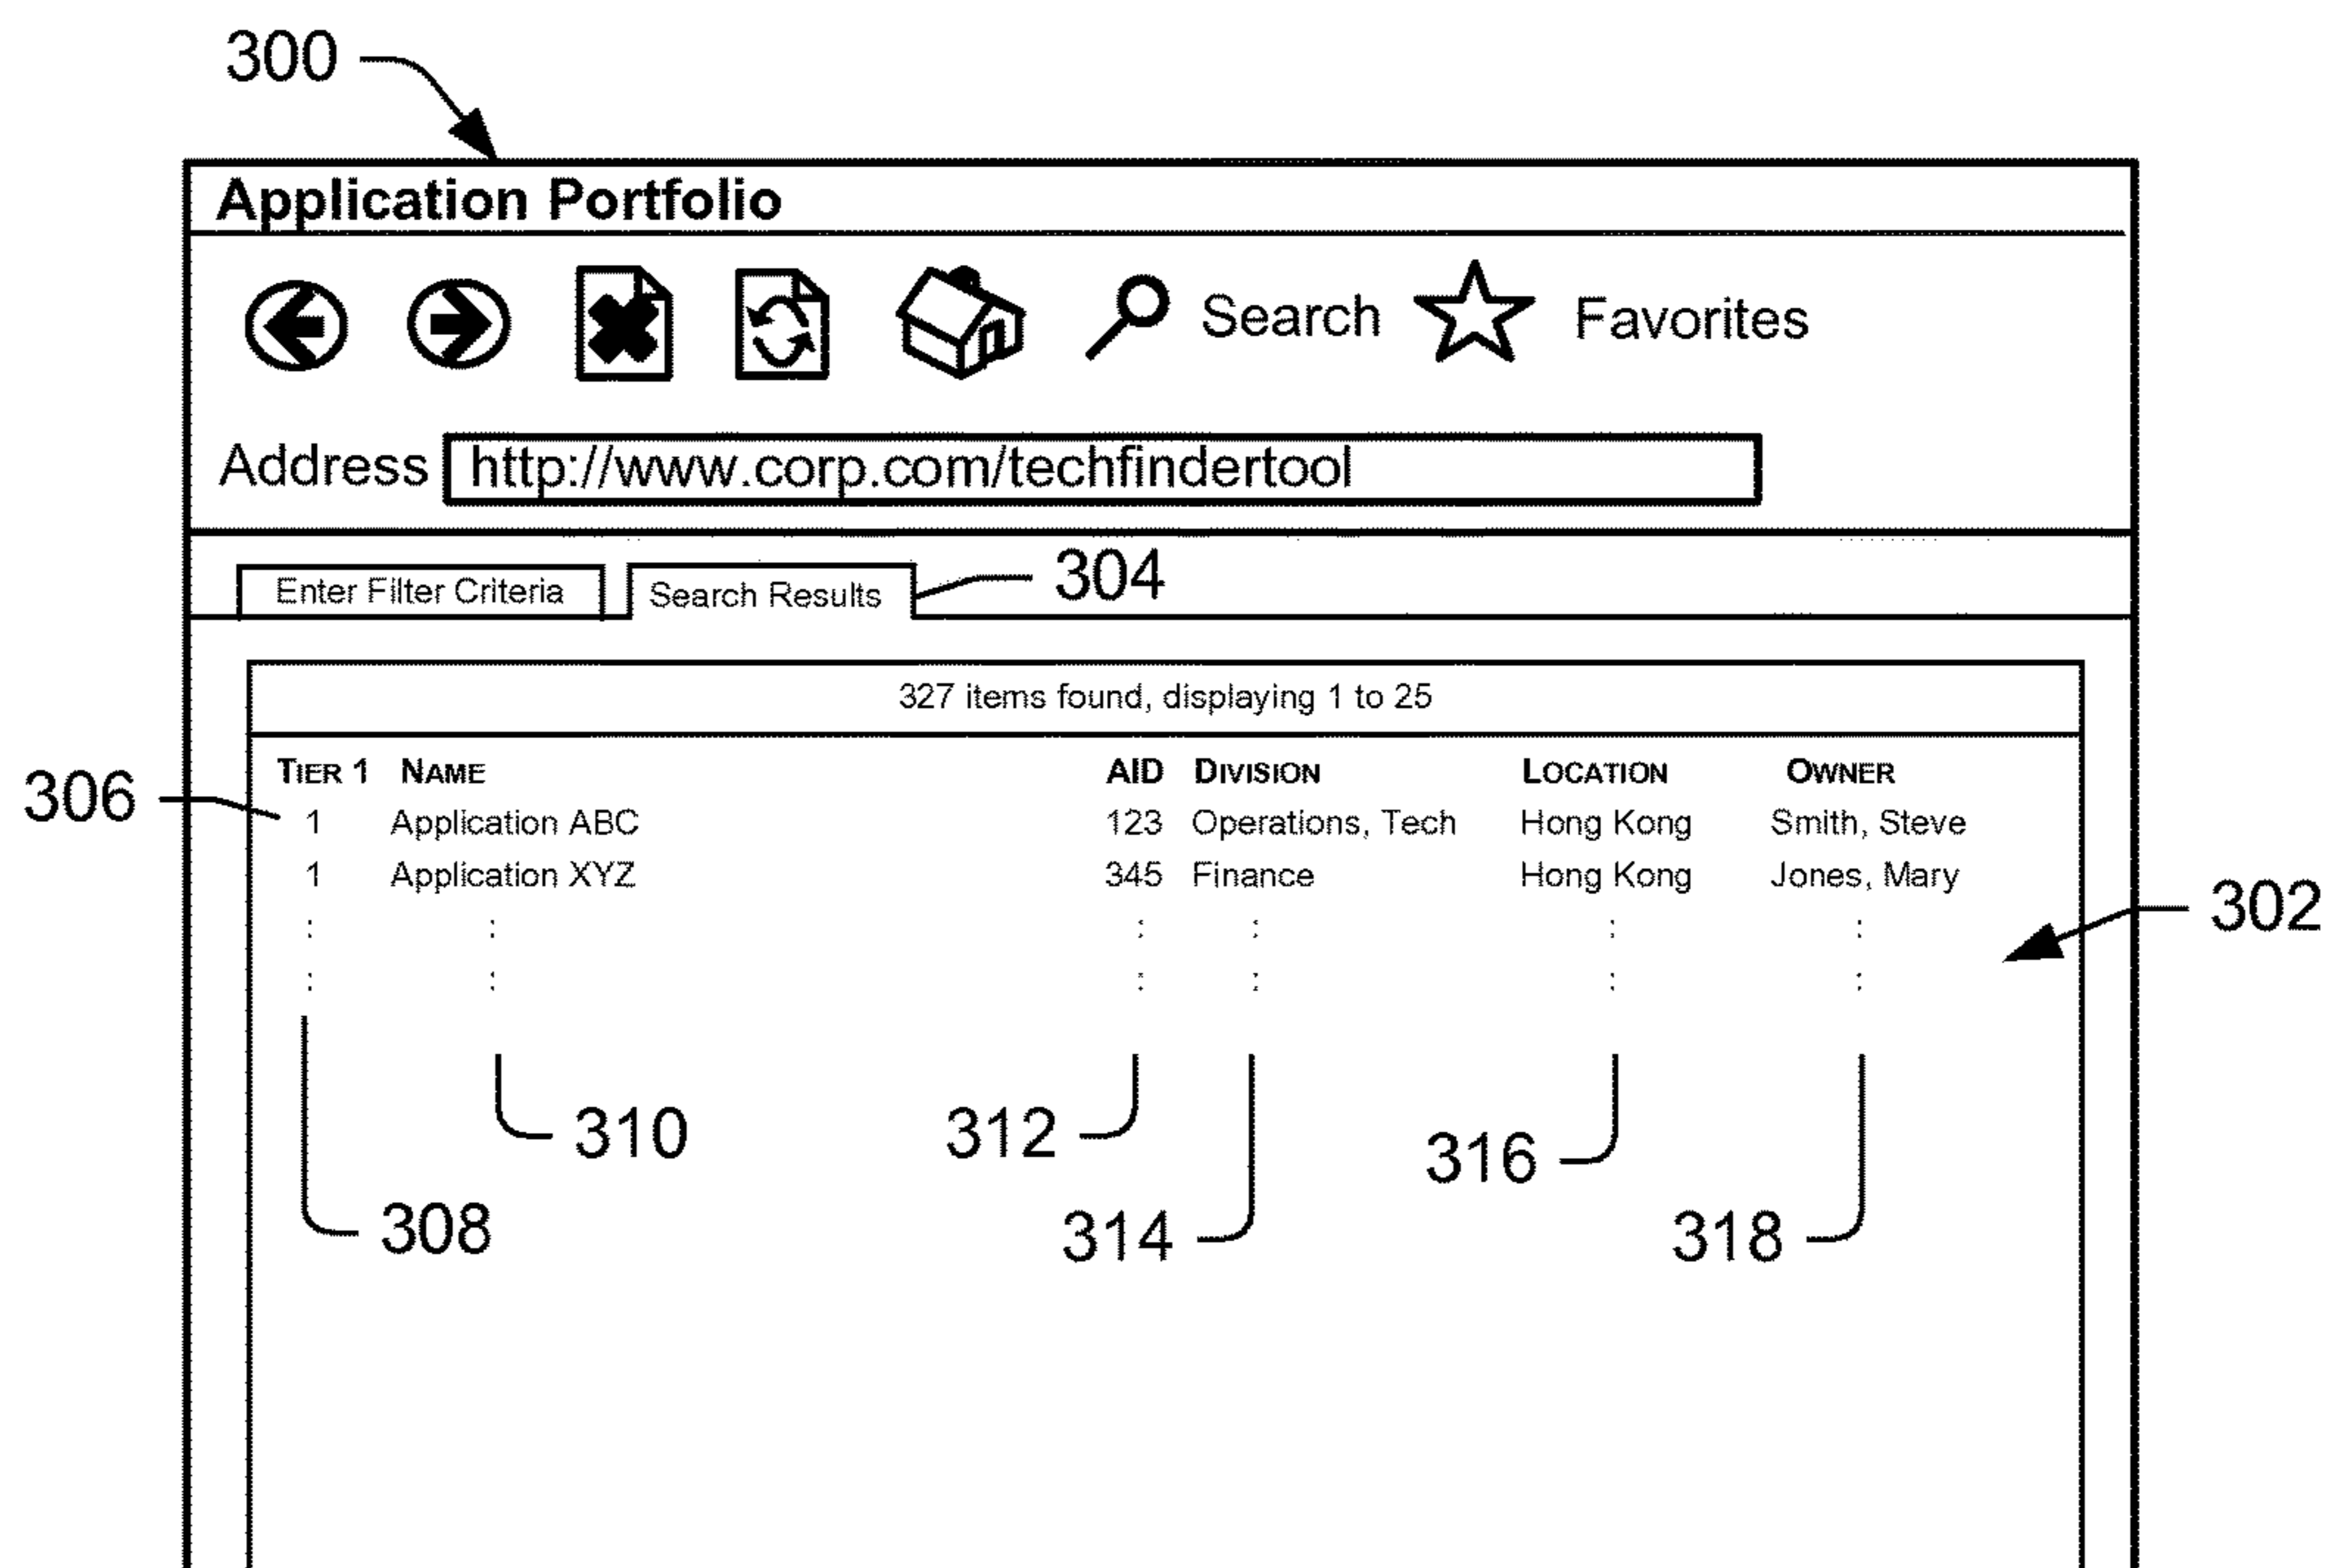 300
Application Portfolio
Search Favorites
Address http://www.corp.com/techfindertool
Enter Filter Criteria Search Results 304
327 items found, displaying 1 to 25
TIER 1 NAME AID DIVISION LOCATION OWNER
306 1 Application ABC 123 Operations, Tech Hong Kong Smith, Steve
1 Application XYZ 345 Finance Hong Kong Jones, Mary
302
: : : : : :
: : : : : :
310 312 316
308 314 318